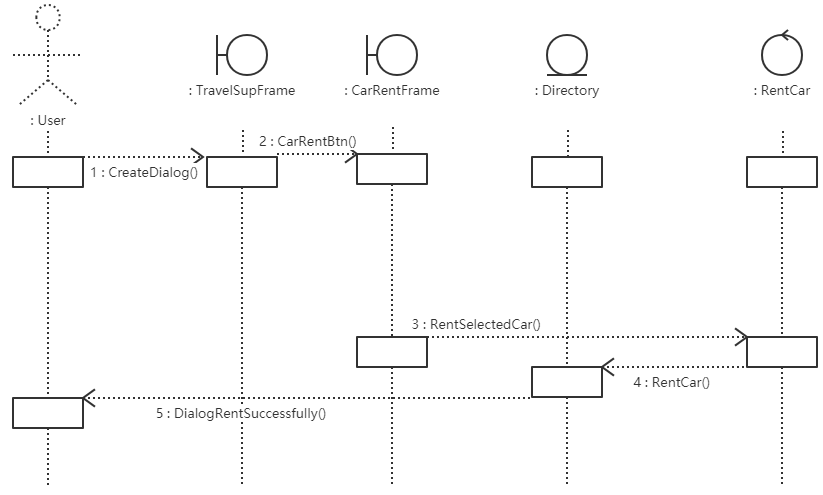 : User
: TravelSupFrame
: CarRentFrame
: Directory
: RentCar
1 : CreateDialog()
2 : CarRentBtn()
3 : RentSelectedCar()
4 : RentCar()
5 : DialogRentSuccessfully()